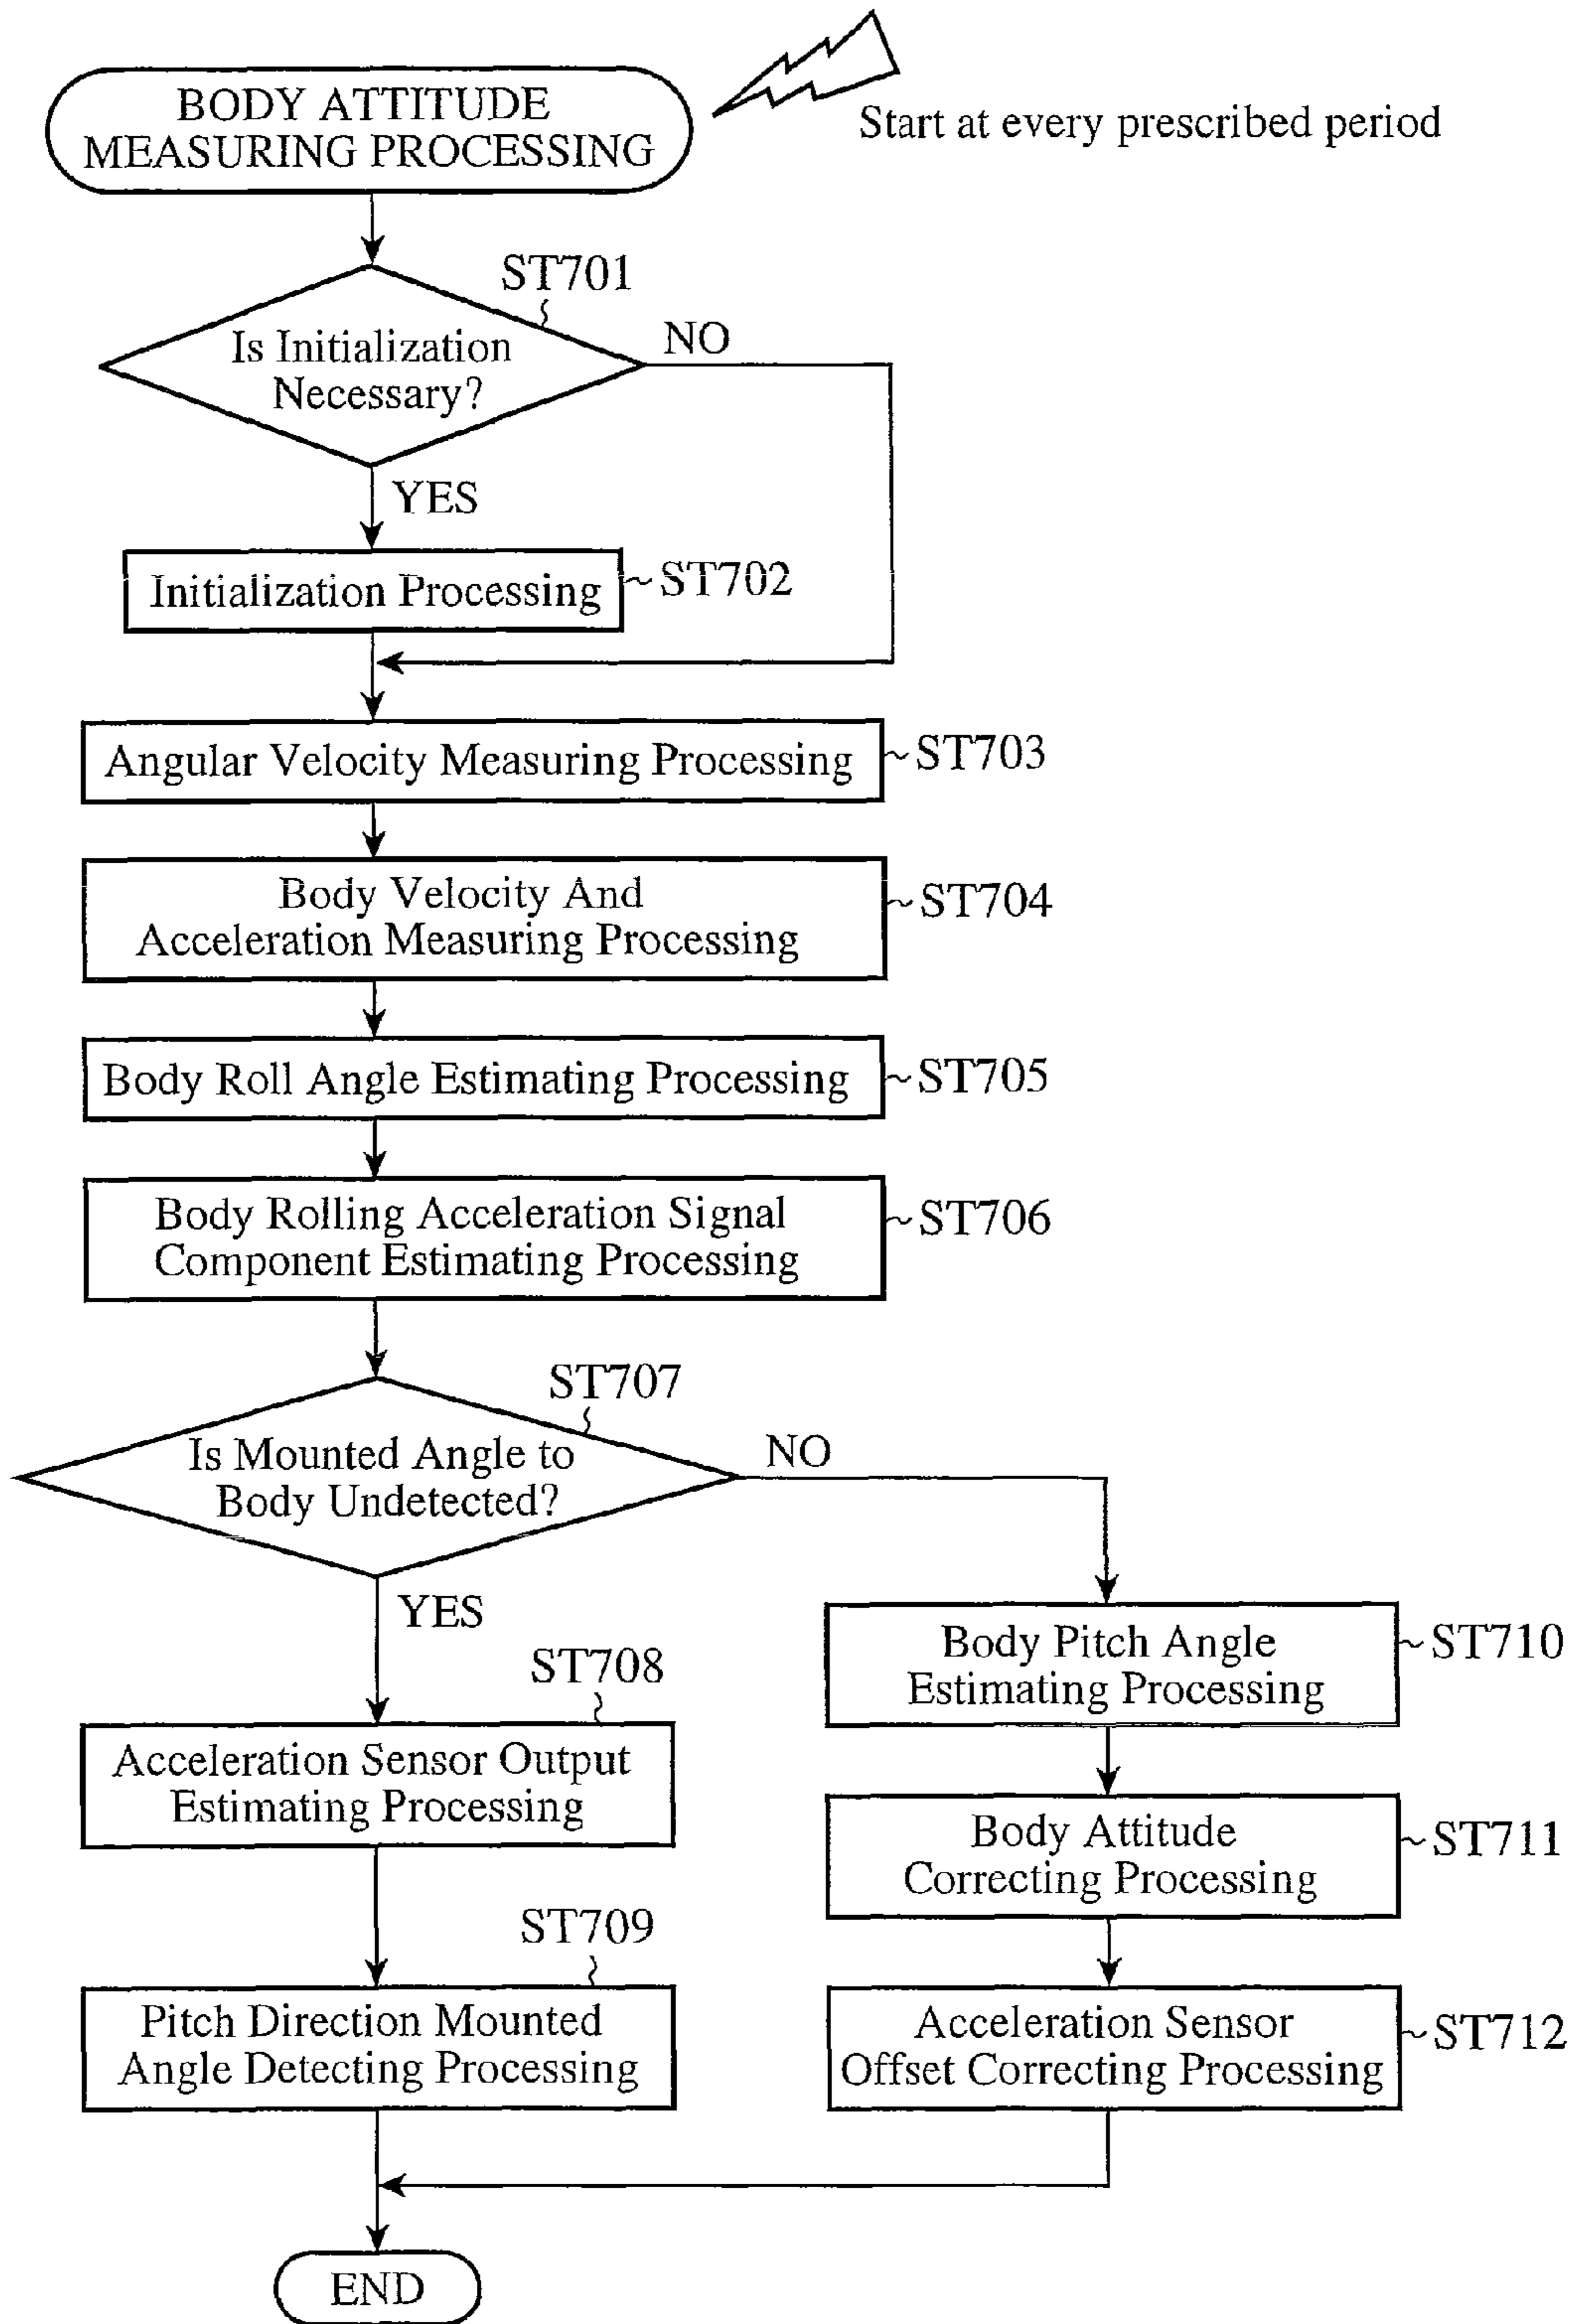 BODY ATTITUDE
MEASURING PROCESSING
Start at every prescribed period
ST701
Is Initialization
Necessary?
NO
YES
Initialization Processing
ST702
Angular Velocity Measuring Processing
ST703
Body Velocity And
Acceleration Measuring Processing
ST704
Body Roll Angle Estimating Processing
ST705
Body Rolling Acceleration Signal
Component Estimating Processing
ST706
ST707
Is Mounted Angle to
Body Undetected?
NO
YES
ST708
Acceleration Sensor Output
Estimating Processing
ST709
Pitch Direction Mounted
Angle Detecting Processing
Body Pitch Angle
Estimating Processing
ST710
Body Attitude
Correcting Processing
ST711
Acceleration Sensor
Offset Correcting Processing
ST712
END